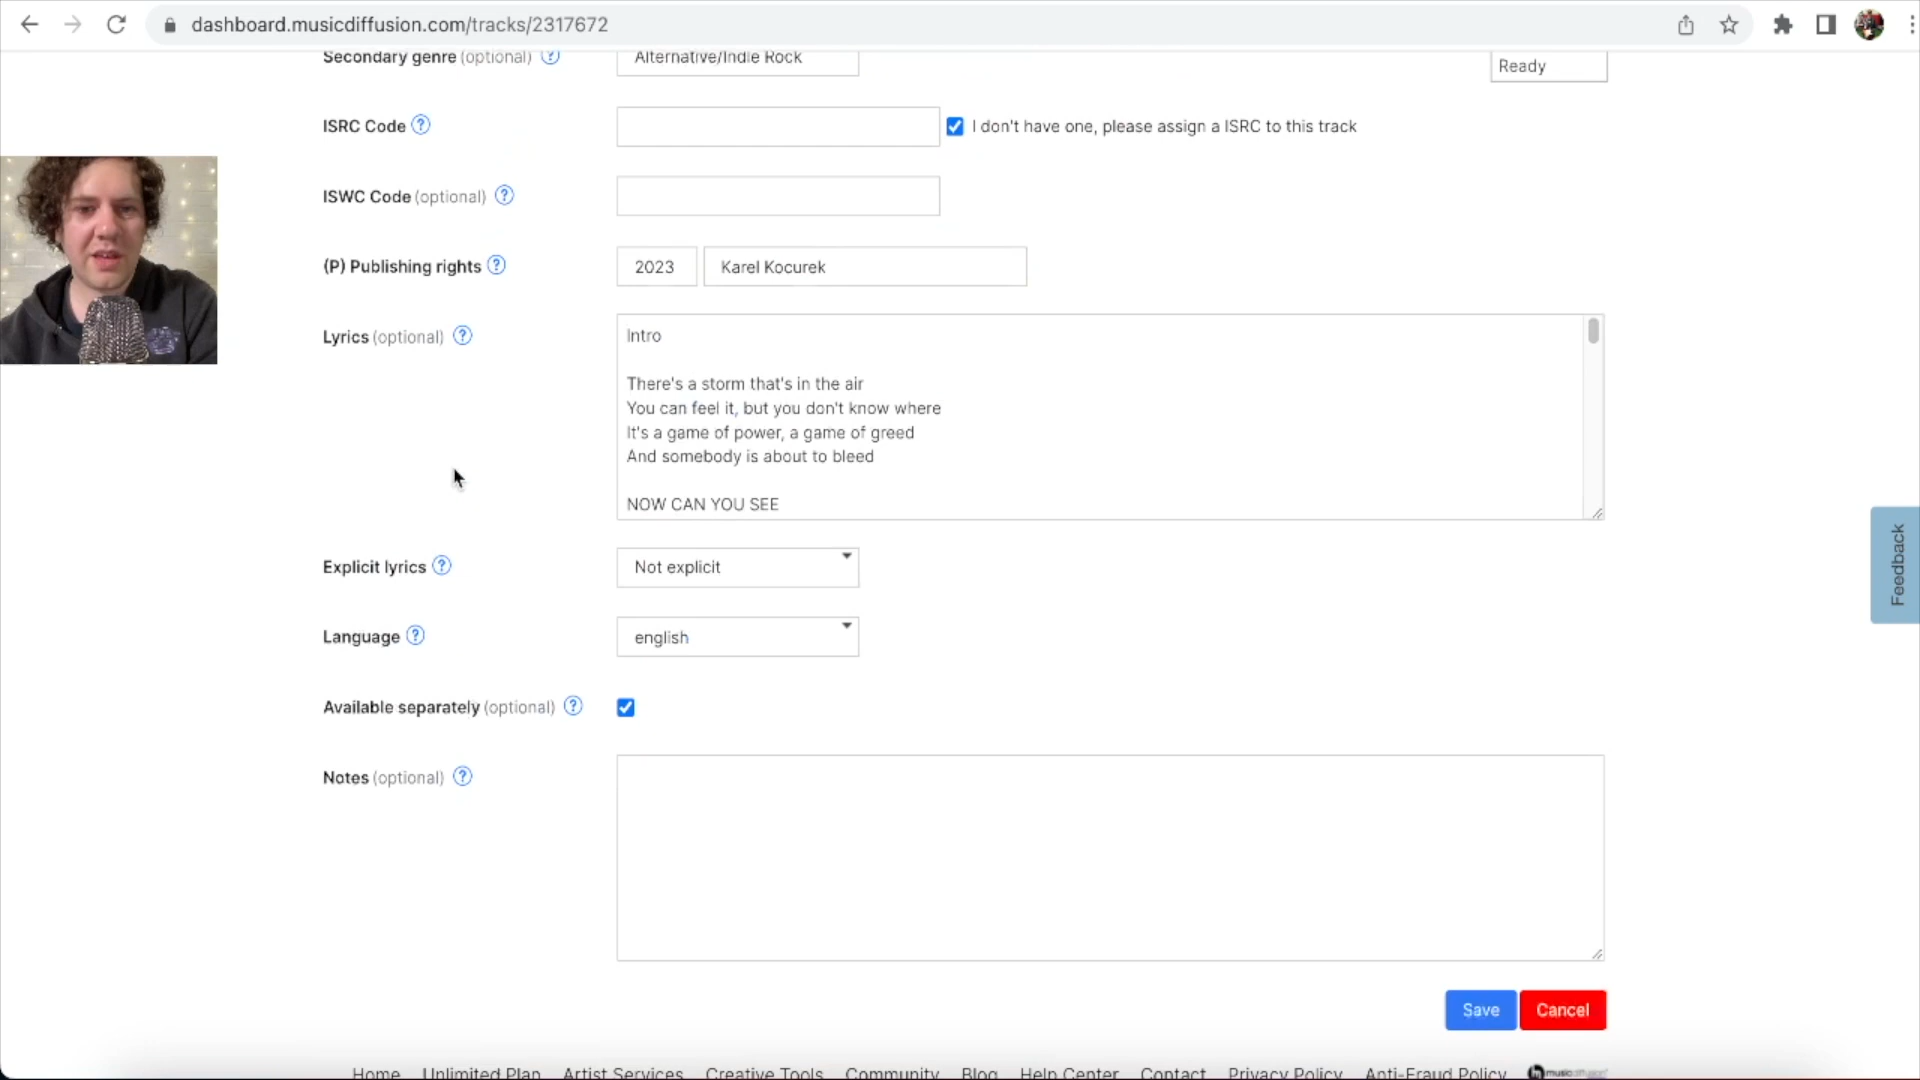 dashboard.musicdiffusion.com/tracks/2317672
Secondary genre (optional) ? Alternative/Indie Rock
Ready
ISRC Code ? I don't have one, please assign a ISRC to this track
ISWC Code (optional) ?
(P) Publishing rights ? 2023 Karel Kocurek
Lyrics (optional) ? Intro
There's a storm that's in the air
You can feel it, but you don't know where
It's a game of power, a game of greed
And somebody is about to bleed
NOW CAN YOU SEE
Explicit lyrics ? Not explicit
Feedback
Language ? english
Available separately (optional) ?
Notes (optional) ?
Save Cancel
Home Unlimited Plan Artist Services Creative Tools Community Blog Help Center Contact Privacy Policy Anti-Fraud Policy musicdiffusion